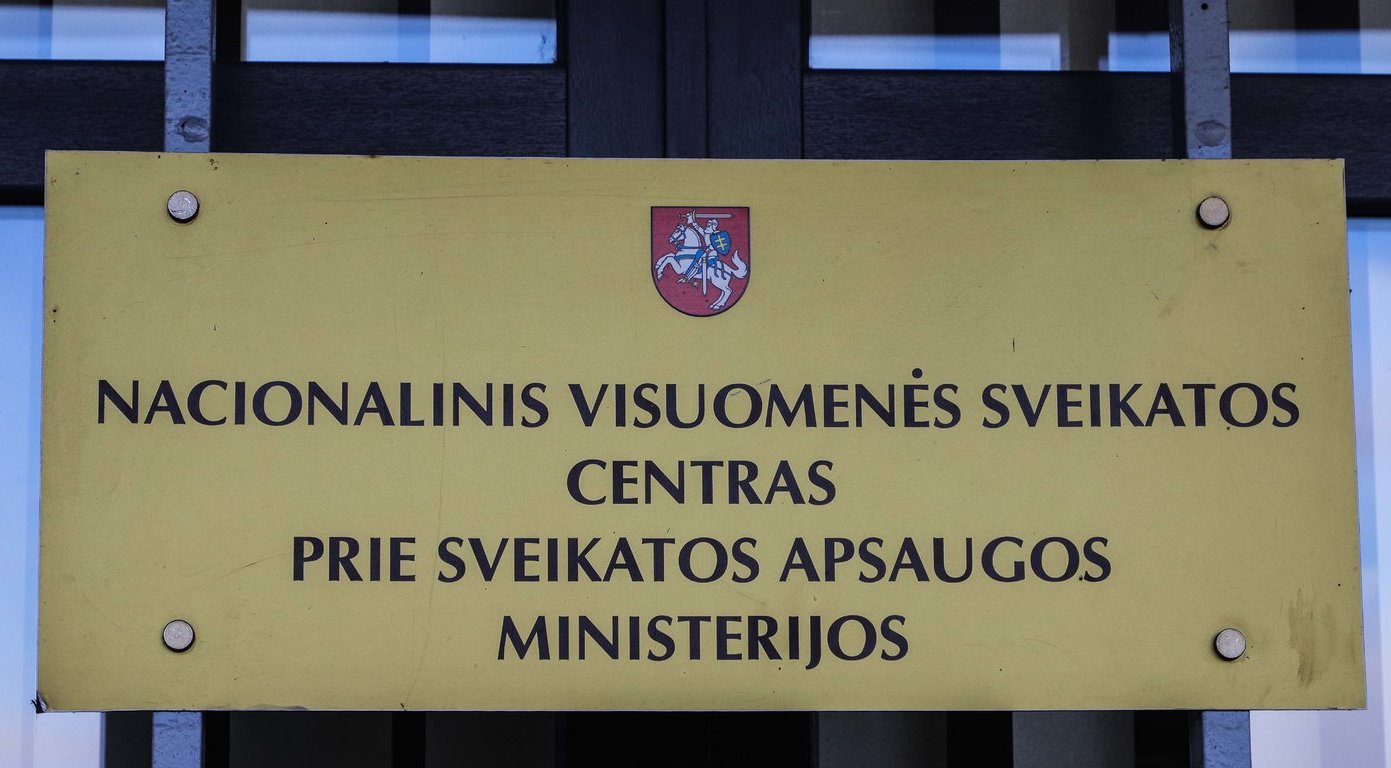 NACIONALINIS VISUOMENĖS SVEIKATOS
CENTRAS
PRIE SVEIKATOS APSAUGOS
MINISTERIJOS